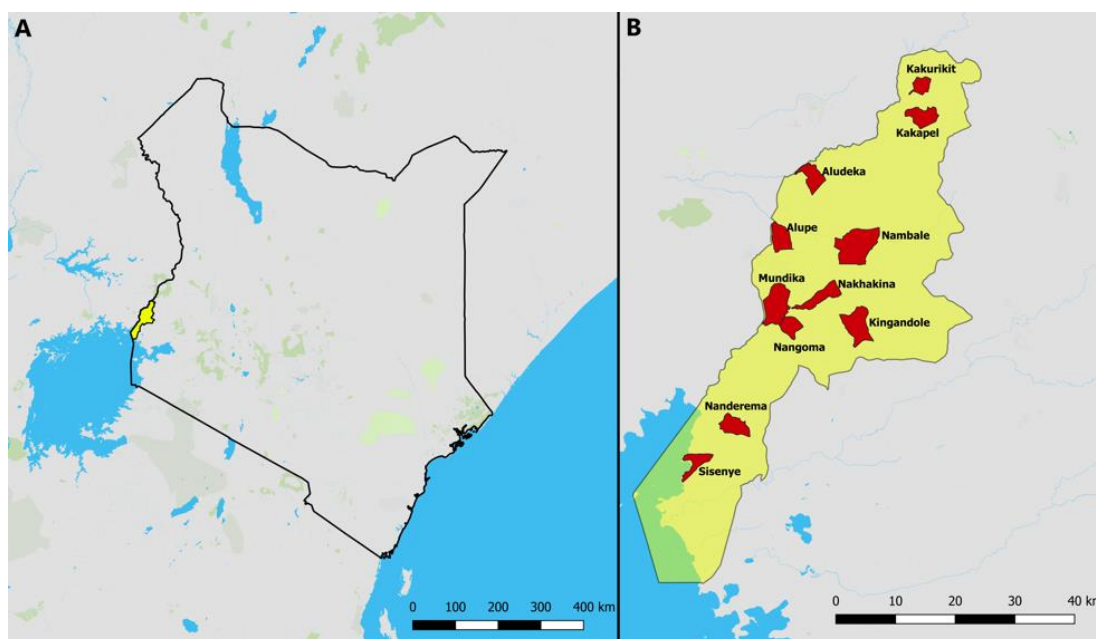 A
0 100 200 300 400 km
B
Kakurikit
Kakapel
Aludeka
Alupe
Nambale
Mundika
Nakhakina
Kingandole
Nangoma
Nanderema
Sisenye
0 10 20 30 40 km